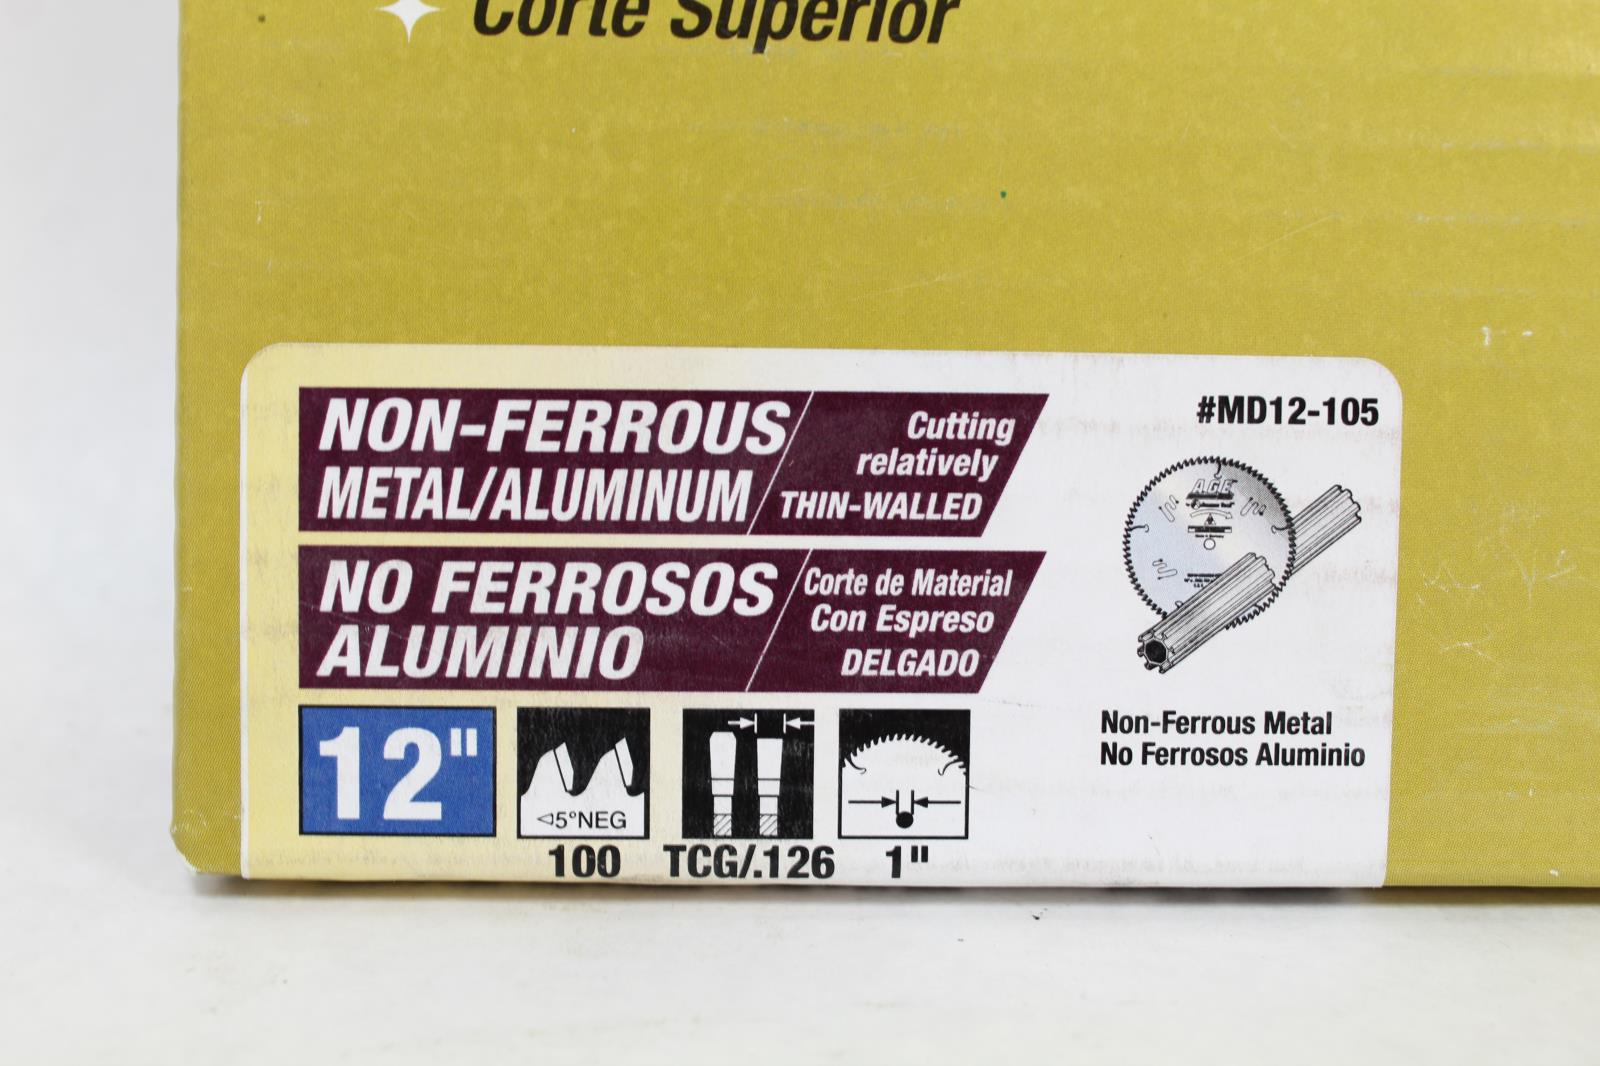 Corte Superior
NON-FERROUS
METAL/ALUMINUM
Cutting
relatively
THIN-WALLED
#MD12-105
AGE
NO FERROSOS
ALUMINIO
Corte de Material
Con Espreso
DELGADO
Non-Ferrous Metal
No Ferrosos Aluminio
12"
◁5°NEG
100
TCG/.126
1"